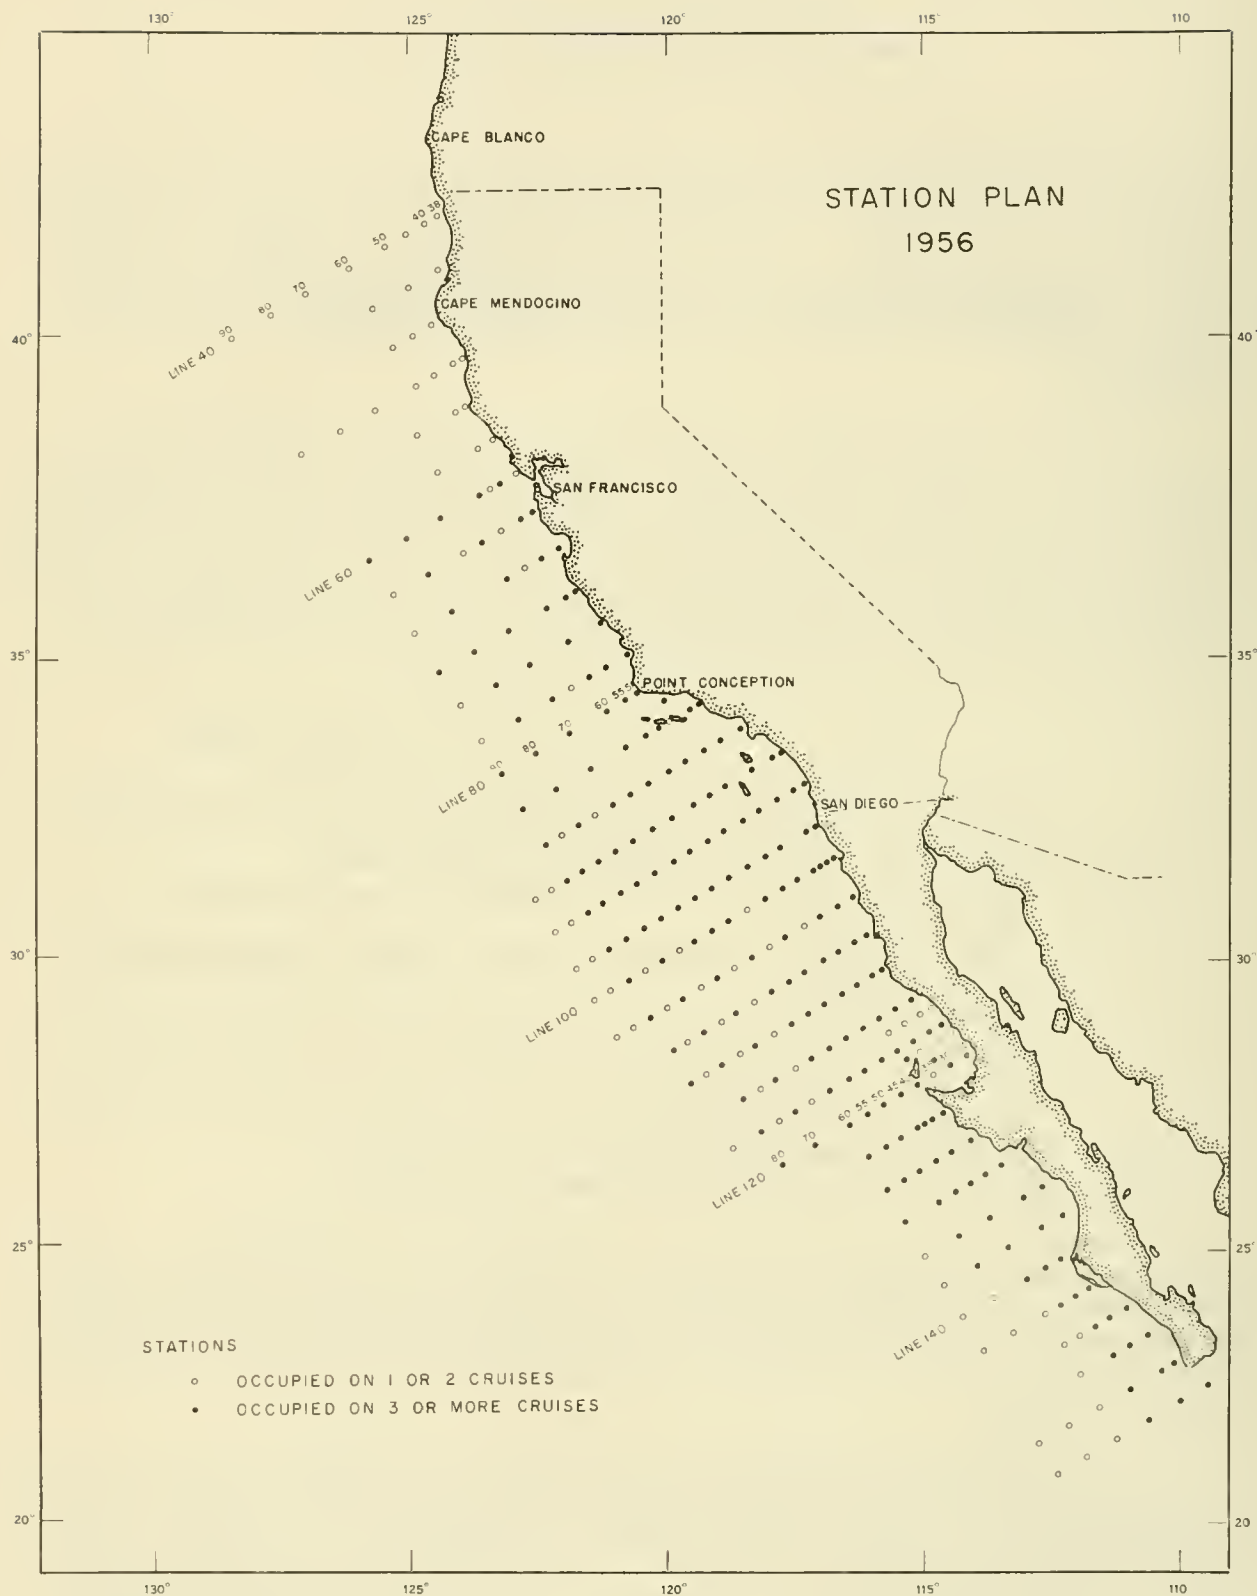 130°
125°
120°
115°
110
CAPE BLANCO
STATION PLAN
1956
40 38
50
60
70
80
90
LINE 40
CAPE MENDOCINO
40°
40°
SAN FRANCISCO
LINE 60
35°
35°
POINT CONCEPTION
60 55
70
80
90
LINE 80
SAN DIEGO
30°
30°
LINE 100
60 55 50 45
70
80
LINE 120
25°
25°
LINE 140
STATIONS
○ OCCUPIED ON 1 OR 2 CRUISES
● OCCUPIED ON 3 OR MORE CRUISES
20°
20
130°
125°
120°
115°
110